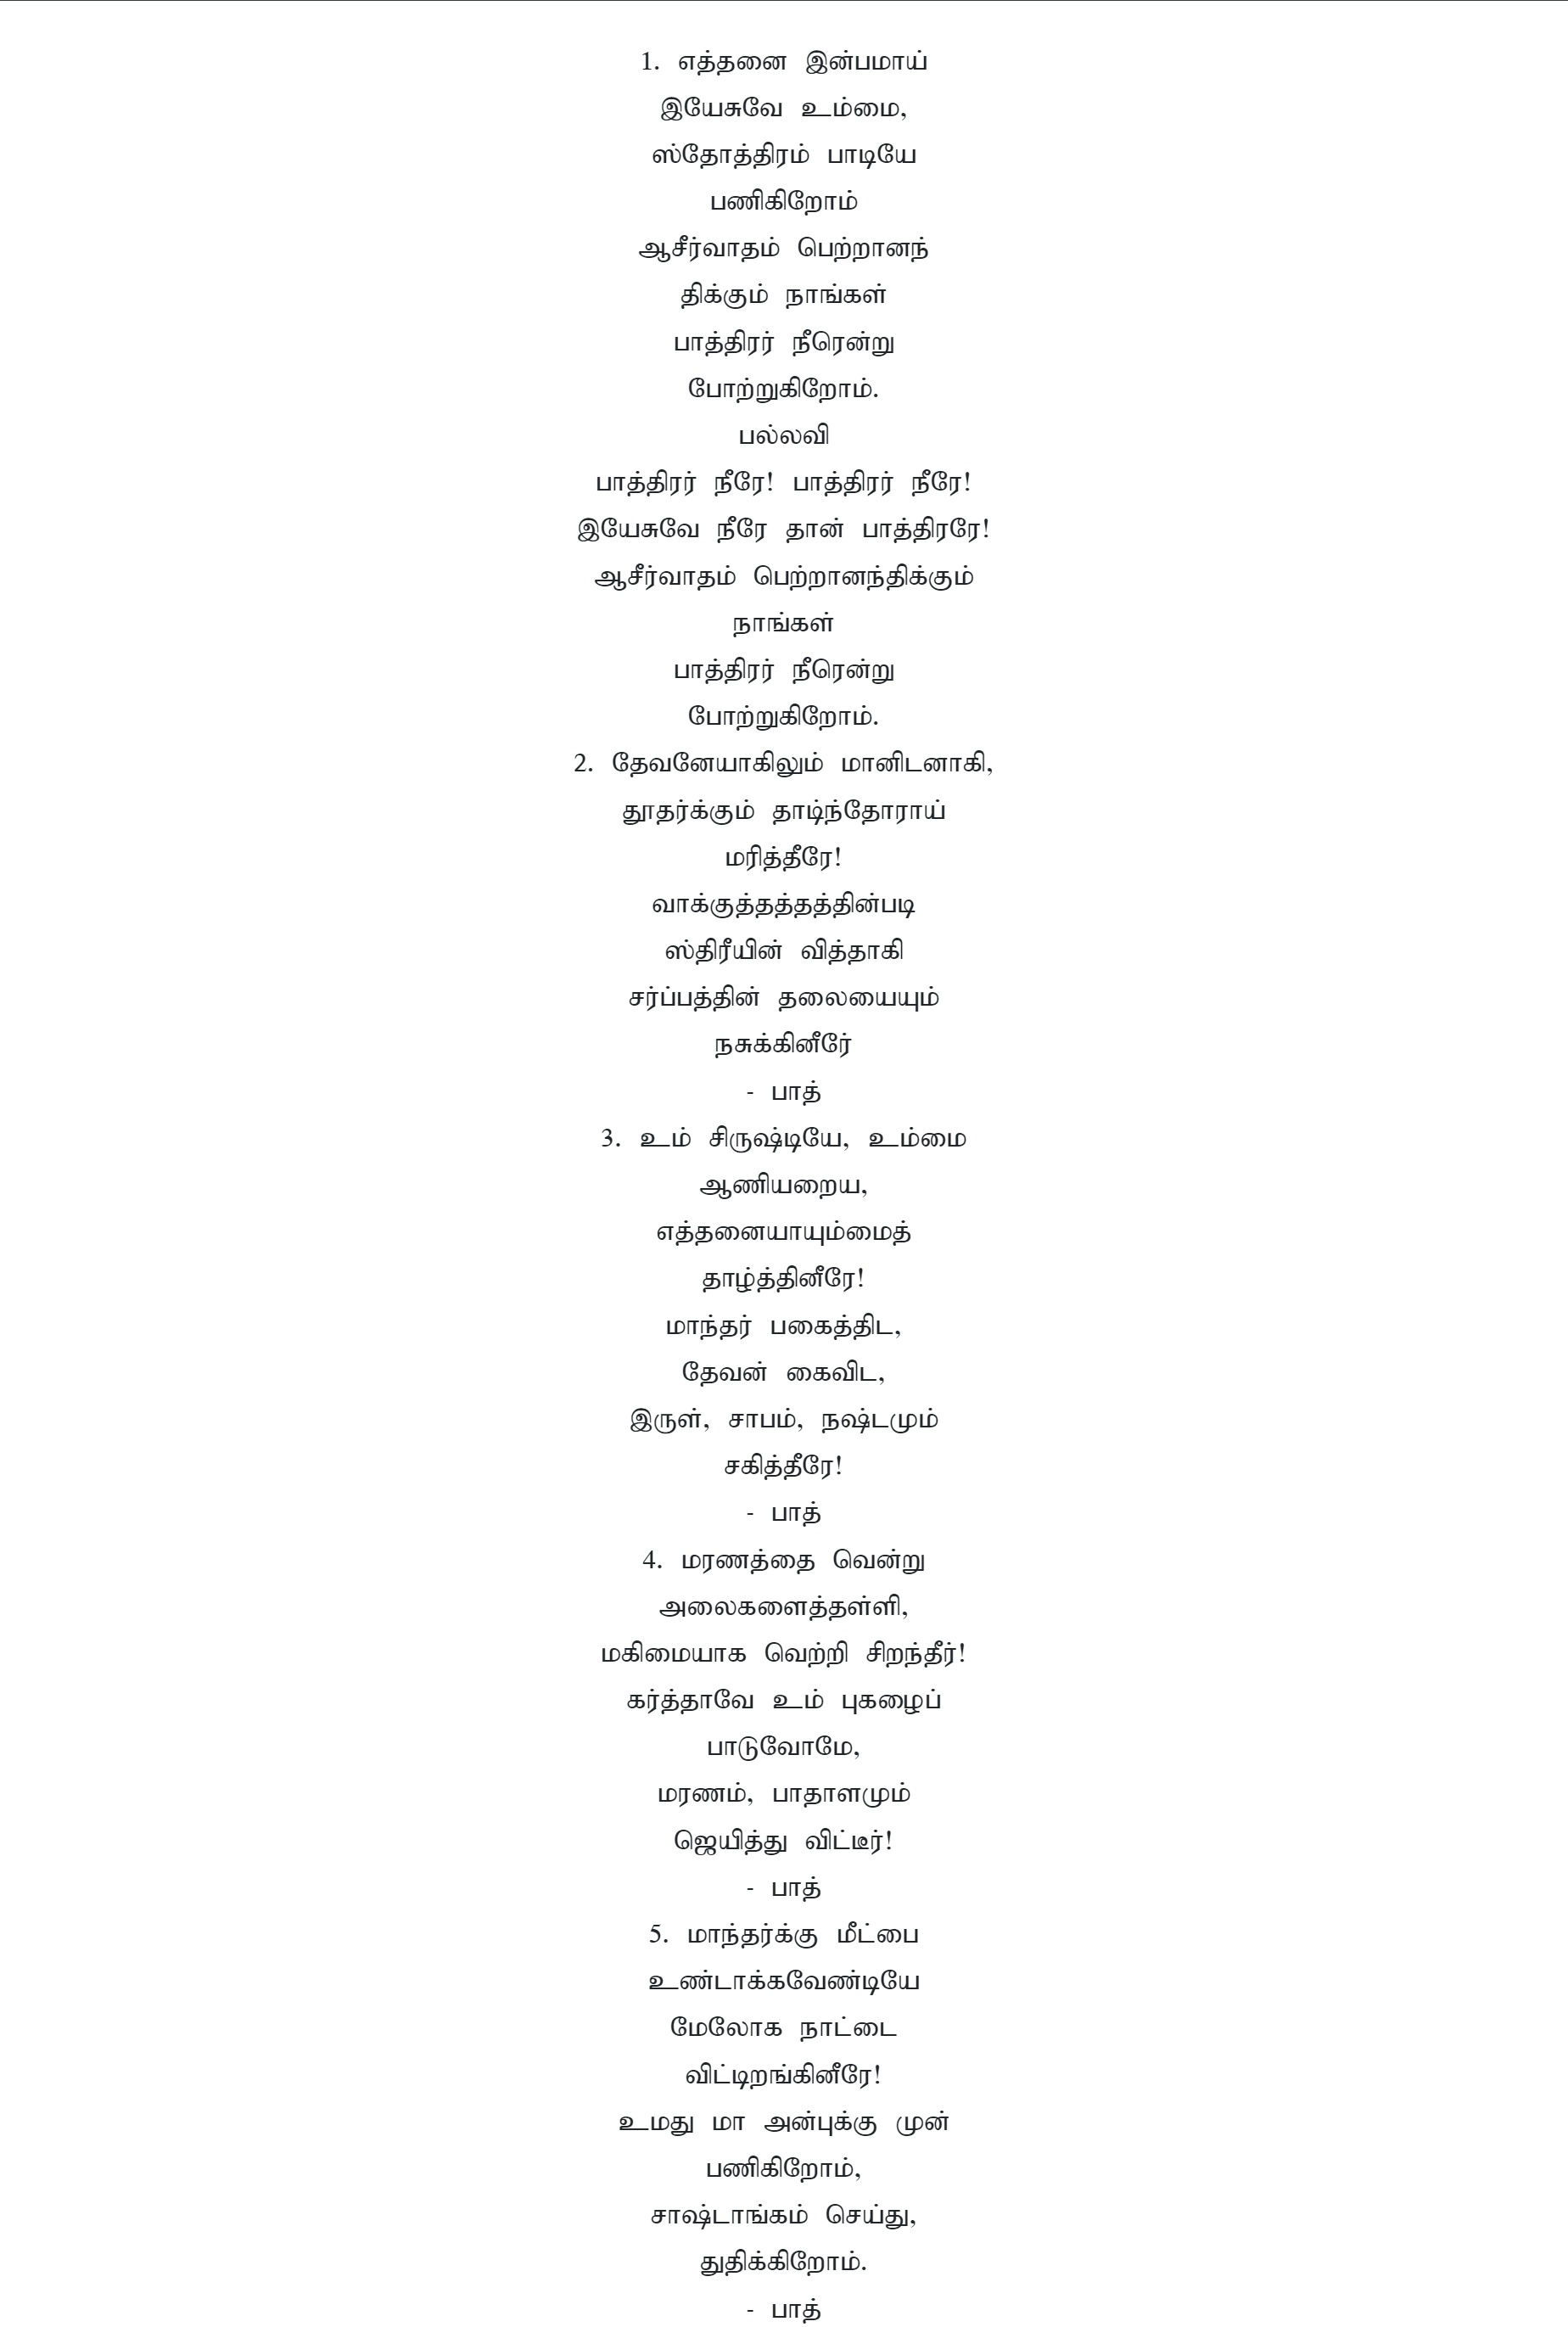 1. எத்தனை இன்பமாய்
இயேசுவே உம்மை,
ஸ்தோத்திரம் பாடியே
பணிகிறோம்
ஆசீர்வாதம் பெற்றானந்
திக்கும் நாங்கள்
பாத்திரர் நீரென்று
போற்றுகிறோம்.
பல்லவி
பாத்திரர் நீரே! பாத்திரர் நீரே!
இயேசுவே நீரே தான் பாத்திரரே!
ஆசீர்வாதம் பெற்றானந்திக்கும்
நாங்கள்
பாத்திரர் நீரென்று
போற்றுகிறோம்.
2. தேவனேயாகிலும் மானிடனாகி,
தூதர்க்கும் தாடிந்தோராய்
மரித்தீரே!
வாக்குத்தத்தத்தின்படி
ஸ்திரீயின் வித்தாகி
சர்ப்பத்தின் தலையையும்
நசுக்கினீரே்
- பாத்
3. உம் சிருஷ்டியே, உம்மை
ஆணியறைய,
எத்தனையாயும்மைத்
தாழ்த்தினீரே!
மாந்தர் பகைத்திட,
தேவன் கைவிட,
இருள், சாபம், நஷ்டமும்
சகித்தீரே!
- பாத்
4. மரணத்தை வென்று
அலைகளைத்தள்ளி,
மகிமையாக வெற்றி சிறந்தீர்!
கர்த்தாவே உம் புகழைப்
பாடுவோமே,
மரணம், பாதாளமும்
ஜெயித்து விட்டீர்!
- பாத்
5. மாந்தர்க்கு மீட்பை
உண்டாக்கவேண்டியே
மேலோக நாட்டை
விட்டிறங்கினீரே!
உமது மா அன்புக்கு முன்
பணிகிறோம்,
சாஷ்டாங்கம் செய்து,
துதிக்கிறோம்.
- பாத்